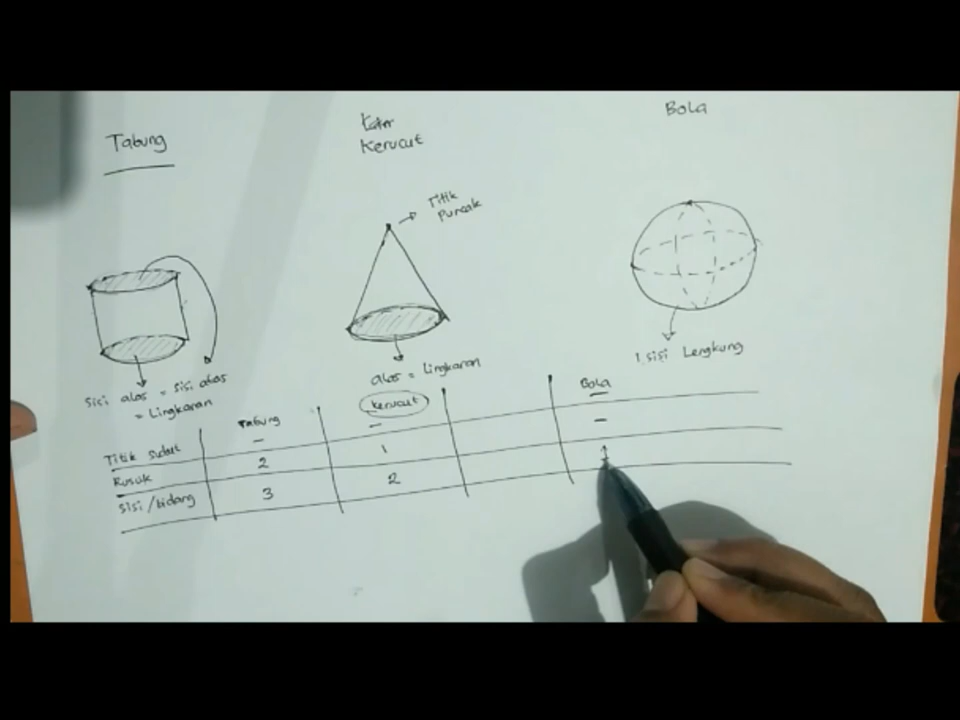 Tabung
Kerucut
Bola
Titik
Puncak
1 sisi Lengkung
alas = Lingkaran
sisi alas = sisi atas
= Lingkaran
Tabung
Kerucut
Bola
Titik sudut - - -
Rusuk 2 1
sisi/bidang 3 2 1